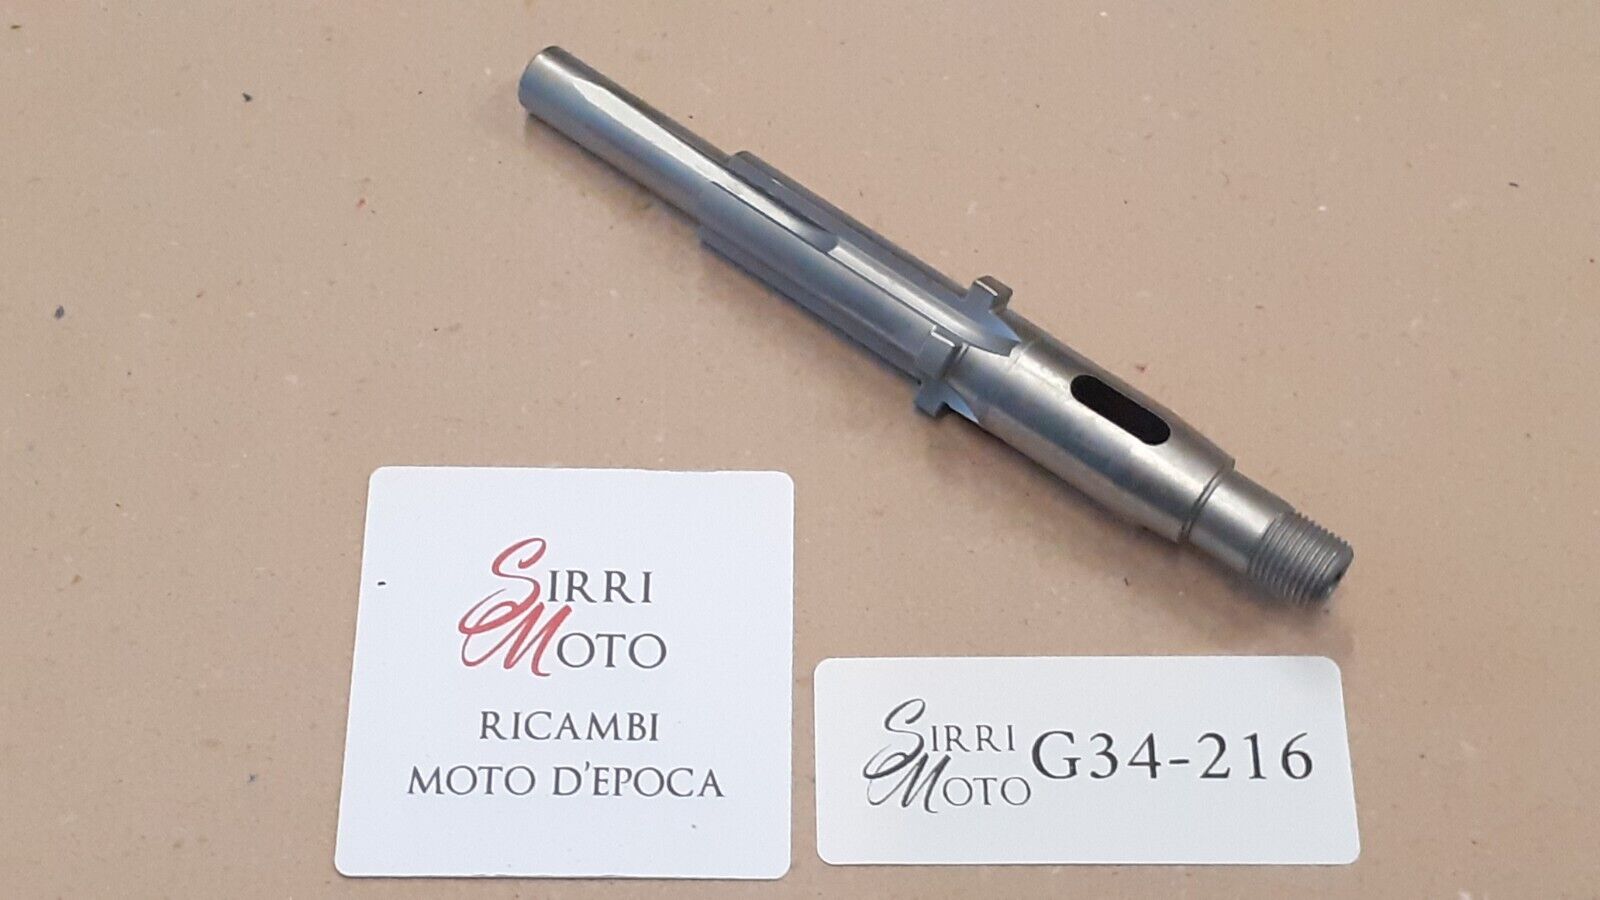 SIRRI
MOTO
RICAMBI
MOTO D'EPOCA
SIRRI
MOTO
G34-216